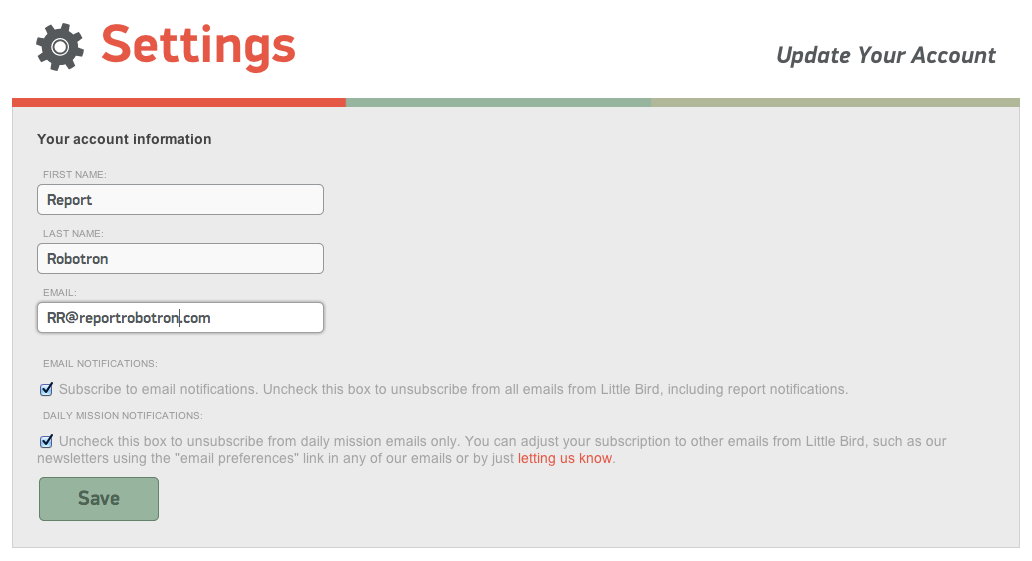 Settings
Update Your Account
Your account information
FIRST NAME:
Report
LAST NAME:
Robotron
EMAIL:
RR@reportrobotron.com
EMAIL NOTIFICATIONS:
Subscribe to email notifications. Uncheck this box to unsubscribe from all emails from Little Bird, including report notifications.
DAILY MISSION NOTIFICATIONS:
Uncheck this box to unsubscribe from daily mission emails only. You can adjust your subscription to other emails from Little Bird, such as our
newsletters using the "email preferences" link in any of our emails or by just letting us know.
Save